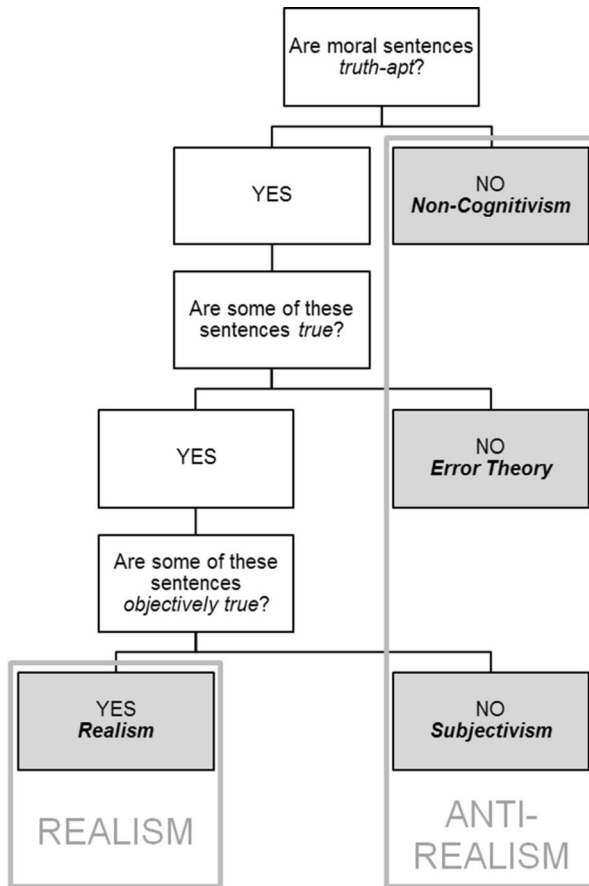 Are moral sentences
truth-apt?
YES
NO
Non-Cognitivism
Are some of these
sentences true?
YES
NO
Error Theory
Are some of these
sentences
objectively true?
YES
Realism
NO
Subjectivism
REALISM
ANTI-
REALISM